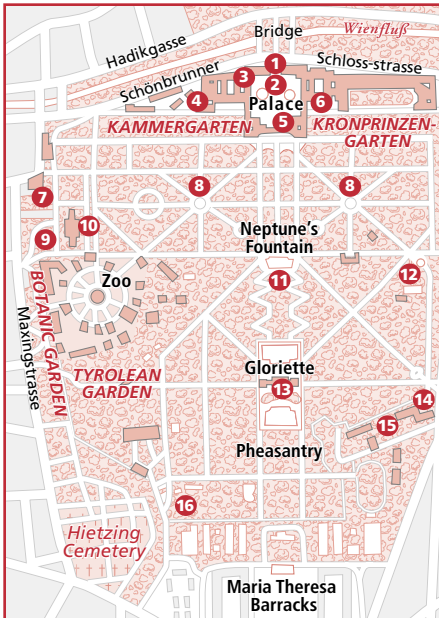 Bridge
Wienfluß
Hadikgasse
Schönbrunner
Schloss-strasse
1
2
3
4
Palace
6
5
KAMMERGARTEN
KRONPRINZEN-
GARTEN
7
8
8
9
10
Neptune's
Fountain
Zoo
11
12
BOTANIC GARDEN
Maxingstrasse
TYROLEAN
GARDEN
Gloriette
13
14
15
Pheasantry
16
Hietzing
Cemetery
Maria Theresa
Barracks